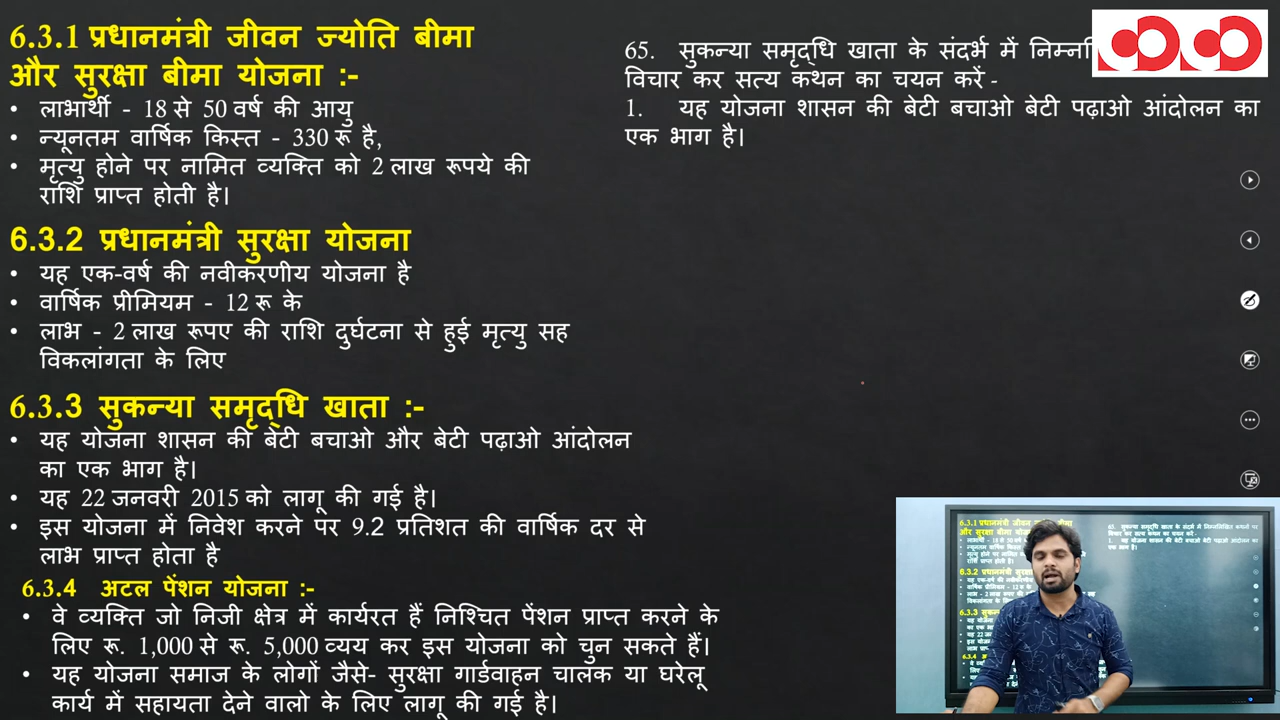 6.3.1 प्रधानमंत्री जीवन ज्योति बीमा
और सुरक्षा बीमा योजना :-
• लाभार्थी - 18 से 50 वर्ष की आयु
• न्यूनतम वार्षिक किस्त - 330 रू है,
• मृत्यु होने पर नामित व्यक्ति को 2 लाख रूपये की
राशि प्राप्त होती है।
6.3.2 प्रधानमंत्री सुरक्षा योजना
• यह एक-वर्ष की नवीकरणीय योजना है
• वार्षिक प्रीमियम - 12 रू के
• लाभ - 2 लाख रूपए की राशि दुर्घटना से हुई मृत्यु सह
विकलांगता के लिए
6.3.3 सुकन्या समृद्धि खाता :-
• यह योजना शासन की बेटी बचाओ और बेटी पढ़ाओ आंदोलन
का एक भाग है।
• यह 22 जनवरी 2015 को लागू की गई है।
• इस योजना में निवेश करने पर 9.2 प्रतिशत की वार्षिक दर से
लाभ प्राप्त होता है
6.3.4 अटल पेंशन योजना :-
• वे व्यक्ति जो निजी क्षेत्र में कार्यरत हैं निश्चित पेंशन प्राप्त करने के
लिए रू. 1,000 से रू. 5,000 व्यय कर इस योजना को चुन सकते हैं।
• यह योजना समाज के लोगों जैसे- सुरक्षा गार्डवाहन चालक या घरेलू
कार्य में सहायता देने वालो के लिए लागू की गई है।
65. सुकन्या समृद्धि खाता के संदर्भ में
विचार कर सत्य कथन का चयन करें -
1. यह योजना शासन की बेटी बचाओ बेटी पढ़ाओ आंदोलन का
एक भाग है।